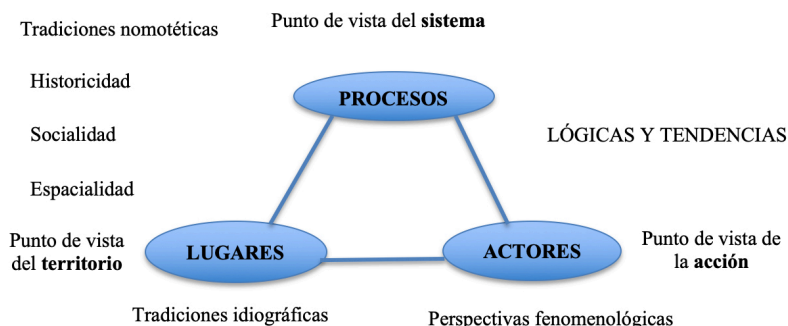 Punto de vista del sistema
Tradiciones nomotéticas
Historicidad
PROCESOS
Socialidad
LÓGICAS Y TENDENCIAS
Espacialidad
Punto de vista
del territorio
LUGARES
ACTORES
Punto de vista de
la acción
Tradiciones idiográficas
Perspectivas fenomenológicas